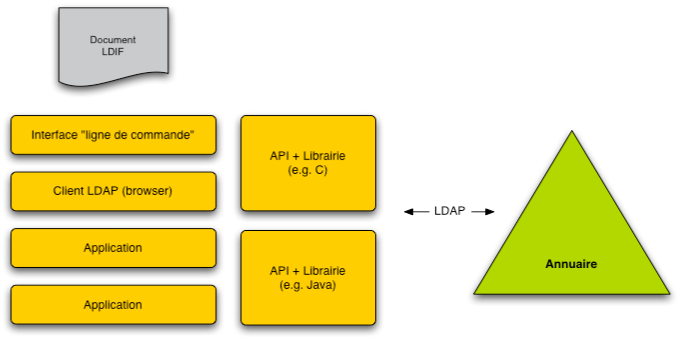 Document
LDIF
Interface "ligne de commande"
Client LDAP (browser)
Application
Application
API + Librairie
(e.g. C)
API + Librairie
(e.g. Java)
LDAP
Annuaire